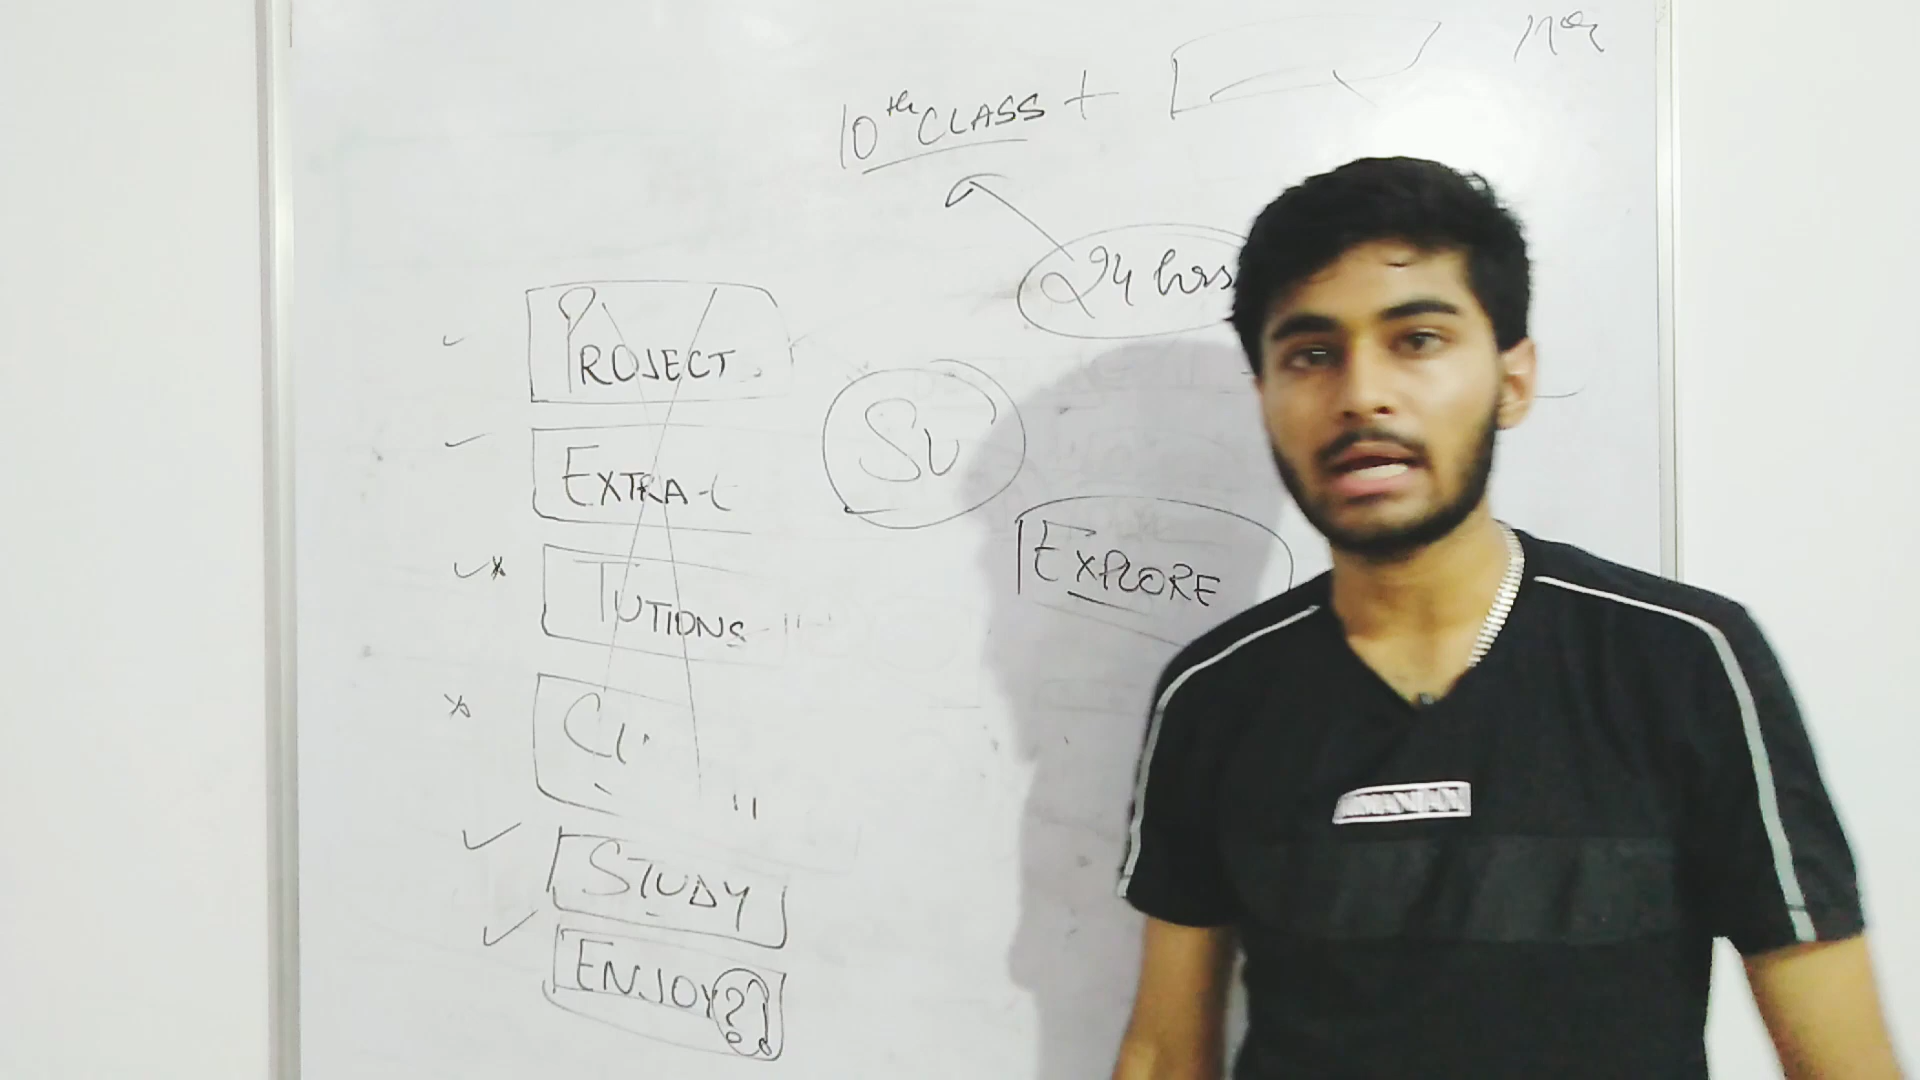 10th CLASS +
24 hrs
PROJECT
EXTRA-C
SU
EXPLORE
TUTIONS
STUDY
ENJOY?